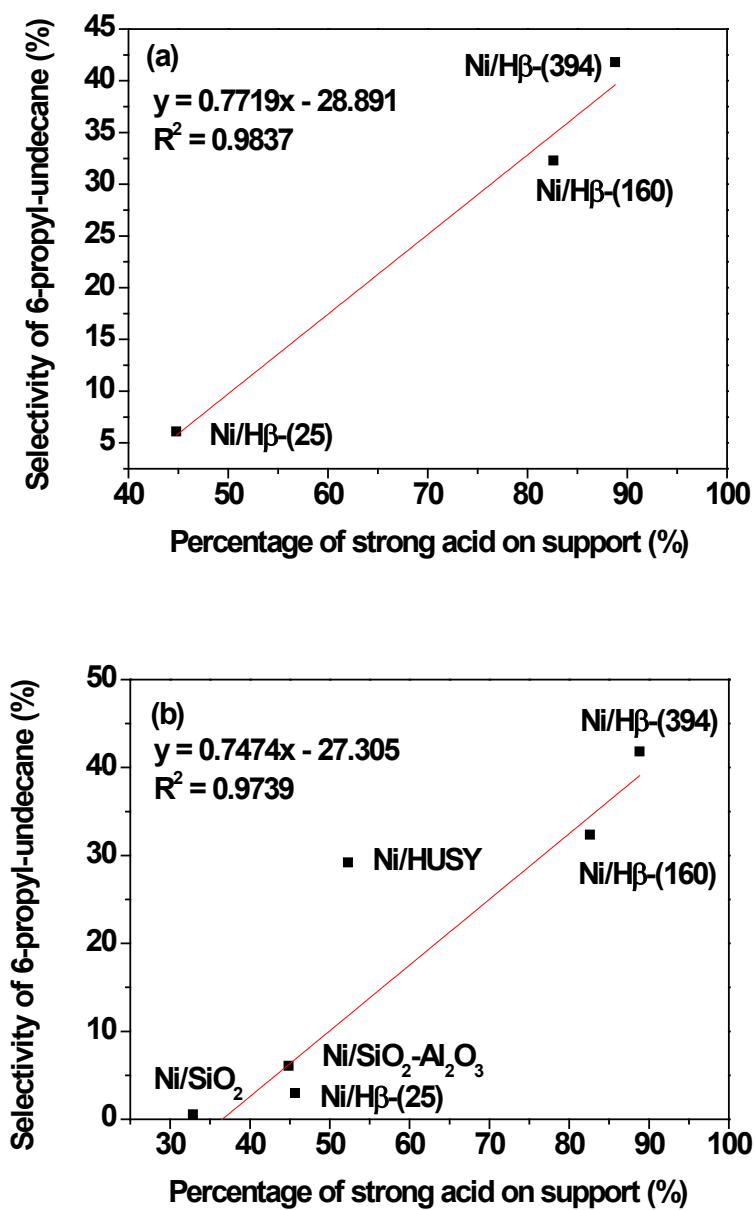 (a)
y = 0.7719x - 28.891
R² = 0.9837
Ni/Hβ-(394)
Ni/Hβ-(160)
Ni/Hβ-(25)
45
40
35
30
25
20
15
10
5
40 50 60 70 80 90 100
Selectivity of 6-propyl-undecane (%)
Percentage of strong acid on support (%)
(b)
y = 0.7474x - 27.305
R² = 0.9739
Ni/Hβ-(394)
Ni/HUSY
Ni/Hβ-(160)
Ni/SiO₂-Al₂O₃
Ni/SiO₂
Ni/Hβ-(25)
50
40
30
20
10
0
30 40 50 60 70 80 90 100
Selectivity of 6-propyl-undecane (%)
Percentage of strong acid on support (%)